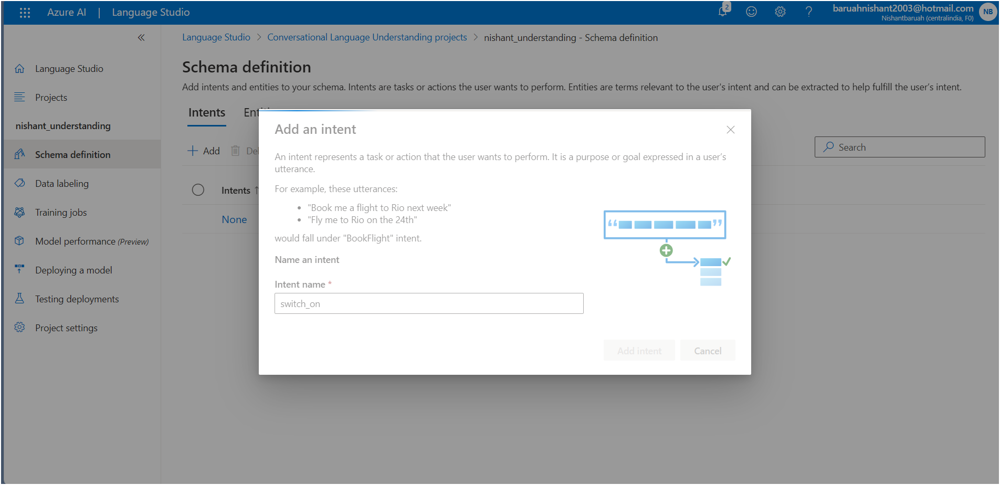 Azure AI | Language Studio
2
baruahnishant2003@hotmail.com
Nishantbaruah (centralindia, F0)
NB
Language Studio > Conversational Language Understanding projects > nishant_understanding - Schema definition
Language Studio
Projects
nishant_understanding
Schema definition
Data labeling
Training jobs
Model performance (Preview)
Deploying a model
Testing deployments
Project settings
Schema definition
Add intents and entities to your schema. Intents are tasks or actions the user wants to perform. Entities are terms relevant to the user's intent and can be extracted to help fulfill the user’s intent.
Intents
Add
Search
Intents ↑
None
Add an intent
An intent represents a task or action that the user wants to perform. It is a purpose or goal expressed in a user’s
utterance.
For example, these utterances:
• "Book me a flight to Rio next week"
• "Fly me to Rio on the 24th"
would fall under "BookFlight" intent.
Name an intent
Intent name *
switch_on
Add intent
Cancel